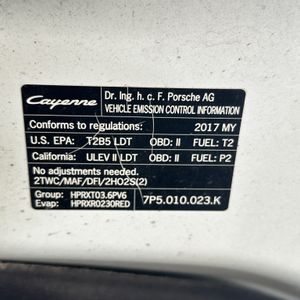 Cayenne
Dr. Ing. h. c. F. Porsche AG
VEHICLE EMISSION CONTROL INFORMATION
Conforms to regulations: 2017 MY
U.S. EPA: T2B5 LDT OBD: II FUEL: T2
California: ULEV II LDT OBD: II FUEL: P2
No adjustments needed.
2TWC/MAF/DFI/2HO2S(2)
Group: HPRXT03.6PV6
Evap: HPRXR0230RED 7P5.010.023.K